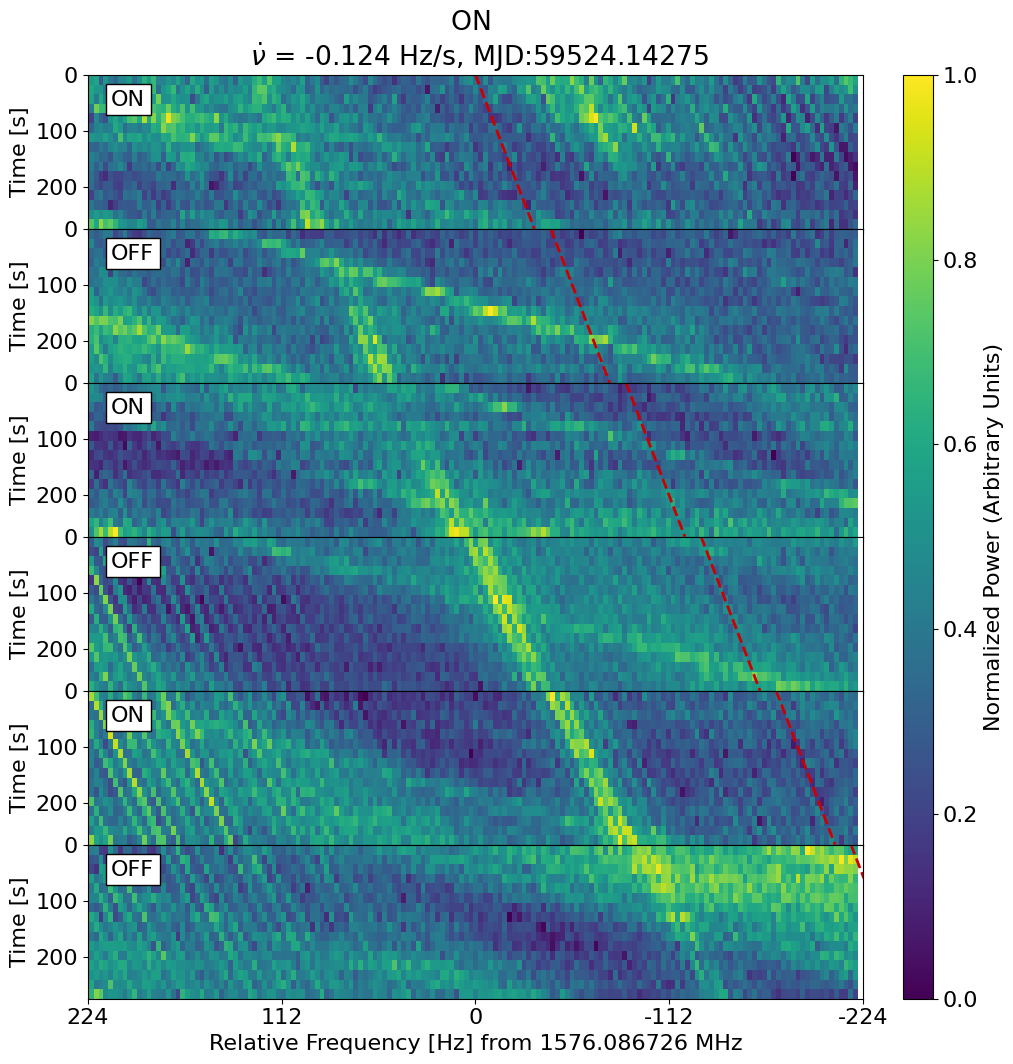 ON
ν̇ = -0.124 Hz/s, MJD:59524.14275
ON
OFF
ON
OFF
ON
OFF
Time [s]
0
100
200
Time [s]
0
100
200
Time [s]
0
100
200
Time [s]
0
100
200
Time [s]
0
100
200
Time [s]
0
100
200
224
112
0
-112
-224
Relative Frequency [Hz] from 1576.086726 MHz
1.0
0.8
0.6
0.4
0.2
0.0
Normalized Power (Arbitrary Units)